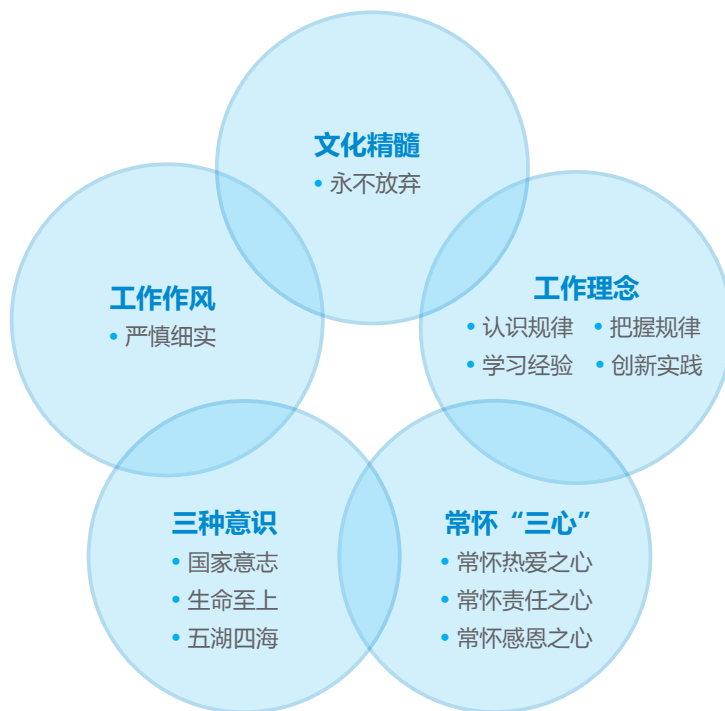 文化精髓
• 永不放弃
工作作风
• 严慎细实
工作理念
• 认识规律 • 把握规律
• 学习经验 • 创新实践
三种意识
• 国家意志
• 生命至上
• 五湖四海
常怀“三心”
• 常怀热爱之心
• 常怀责任之心
• 常怀感恩之心